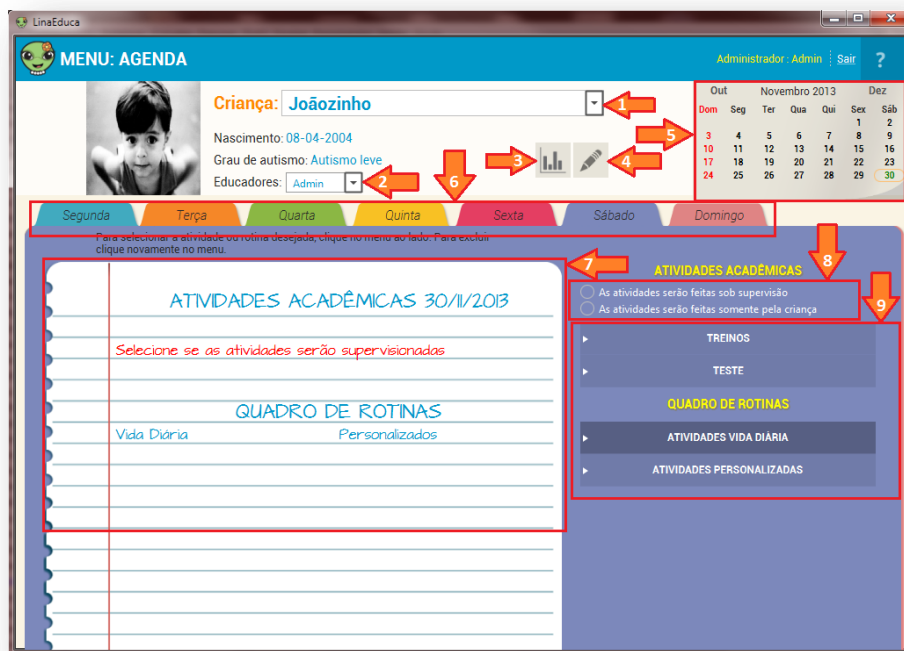 LinaEduca
MENU: AGENDA
Administrador : Admin Sair ?
Criança: Joãozinho
1
Nascimento: 08-04-2004
Grau de autismo: Autismo leve
Educadores: Admin
2
3
4
5
Out Novembro 2013 Dez
Dom Seg Ter Qua Qui Sex Sáb
1 2
3 4 5 6 7 8 9
10 11 12 13 14 15 16
17 18 19 20 21 22 23
24 25 26 27 28 29 30
6
Segunda Terça Quarta Quinta Sexta Sábado Domingo
Para selecionar a atividade ou rotina desejada, clique no menu ao lado. Para excluir
clique novamente no menu.
7
ATIVIDADES ACADÊMICAS 30/11/2013
Selecione se as atividades serão supervisionadas
QUADRO DE ROTINAS
Vida Diária Personalizados
8
ATIVIDADES ACADÊMICAS
As atividades serão feitas sob supervisão
As atividades serão feitas somente pela criança
9
TREINOS
TESTE
QUADRO DE ROTINAS
ATIVIDADES VIDA DIÁRIA
ATIVIDADES PERSONALIZADAS